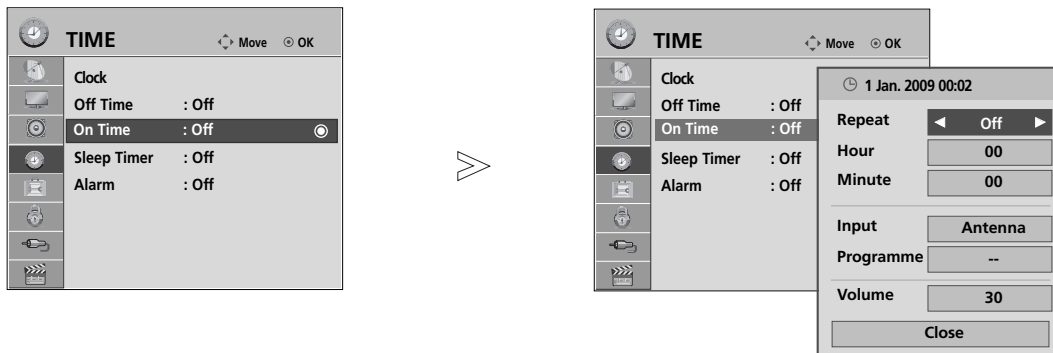 TIME Move OK
Clock
Off Time : Off
On Time : Off
Sleep Timer : Off
Alarm : Off
TIME Move OK
Clock
Off Time : Off
On Time : Off
Sleep Timer : Off
Alarm : Off
1 Jan. 2009 00:02
Repeat Off
Hour 00
Minute 00
Input Antenna
Programme --
Volume 30
Close